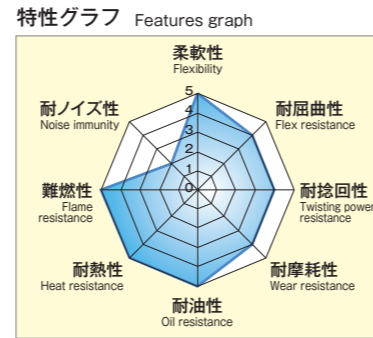 特性グラフ Features graph
柔軟性
Flexibility
耐ノイズ性
Noise immunity
耐屈曲性
Flex resistance
難燃性
Flame
resistance
耐捻回性
Twisting power
resistance
耐熱性
Heat resistance
耐摩耗性
Wear resistance
耐油性
Oil resistance
5
4
3
2
1
0